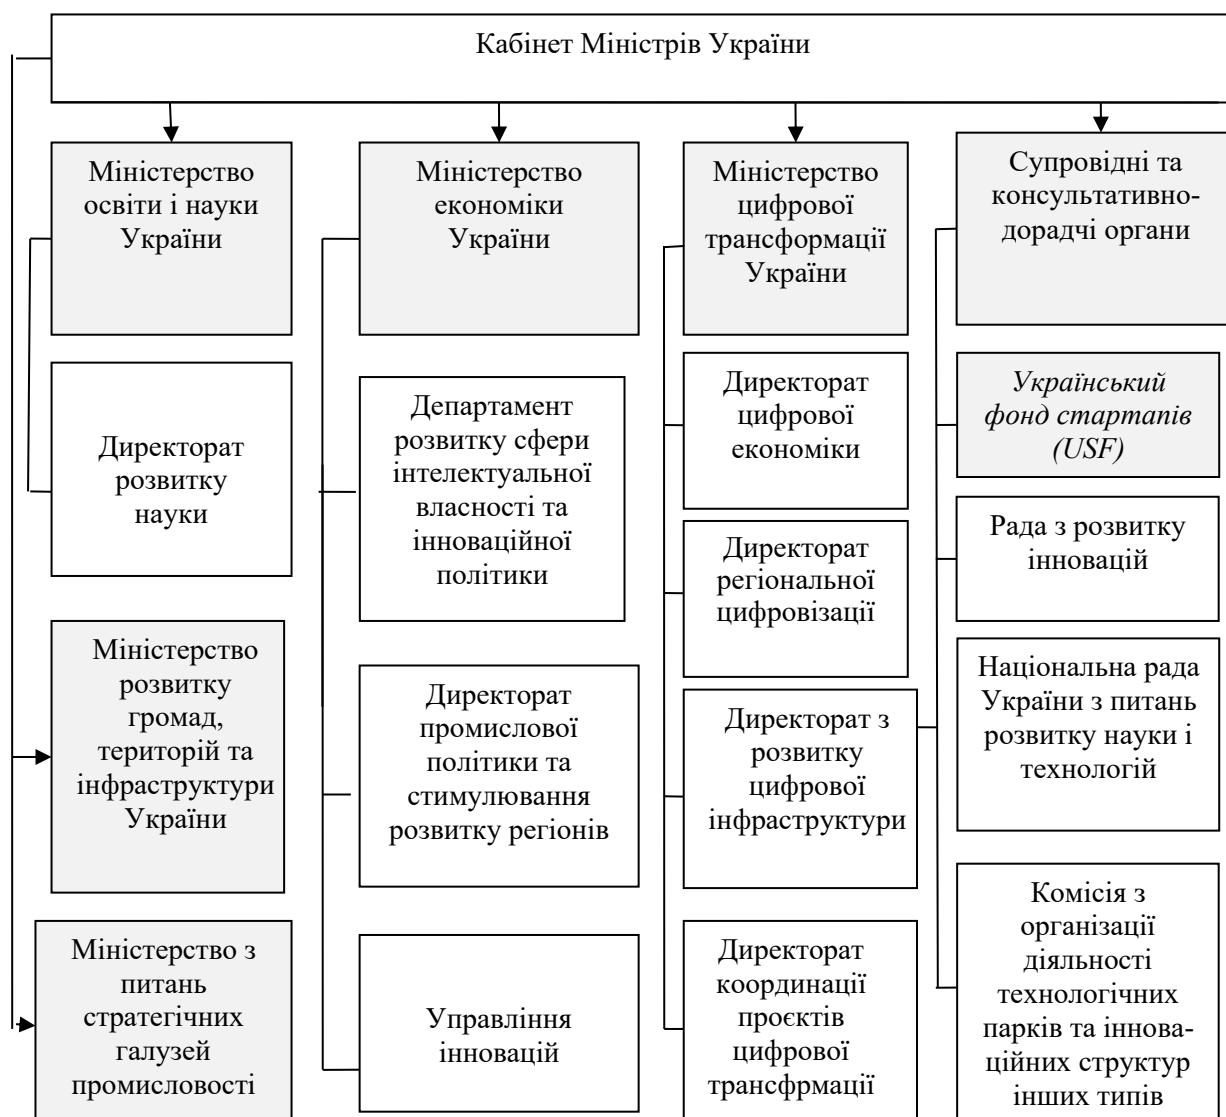 Кабінет Міністрів України
Міністерство
освіти і науки
України
Міністерство
економіки
України
Міністерство
цифрової
трансформації
України
Супровідні та
консультативно-
дорадчі органи
Директорат
розвитку
науки
Департамент
розвитку сфери
інтелектуальної
власності та
інноваційної
політики
Директорат
цифрової
економіки
Український
фонд стартапів
(USF)
Директорат
регіональної
цифровізації
Рада з розвитку
інновацій
Міністерство
розвитку
громад,
територій та
інфраструктури
України
Директорат
промислової
політики та
стимулювання
розвитку регіонів
Директорат з
розвитку
цифрової
інфраструктури
Національна рада
України з питань
розвитку науки і
технологій
Міністерство з
питань
стратегічних
галузей
промисловості
Управління
інновацій
Директорат
координації
проєктів
цифрової
трансфрмації
Комісія з
організації
діяльності
технологічних
парків та іннова-
ційних структур
інших типів